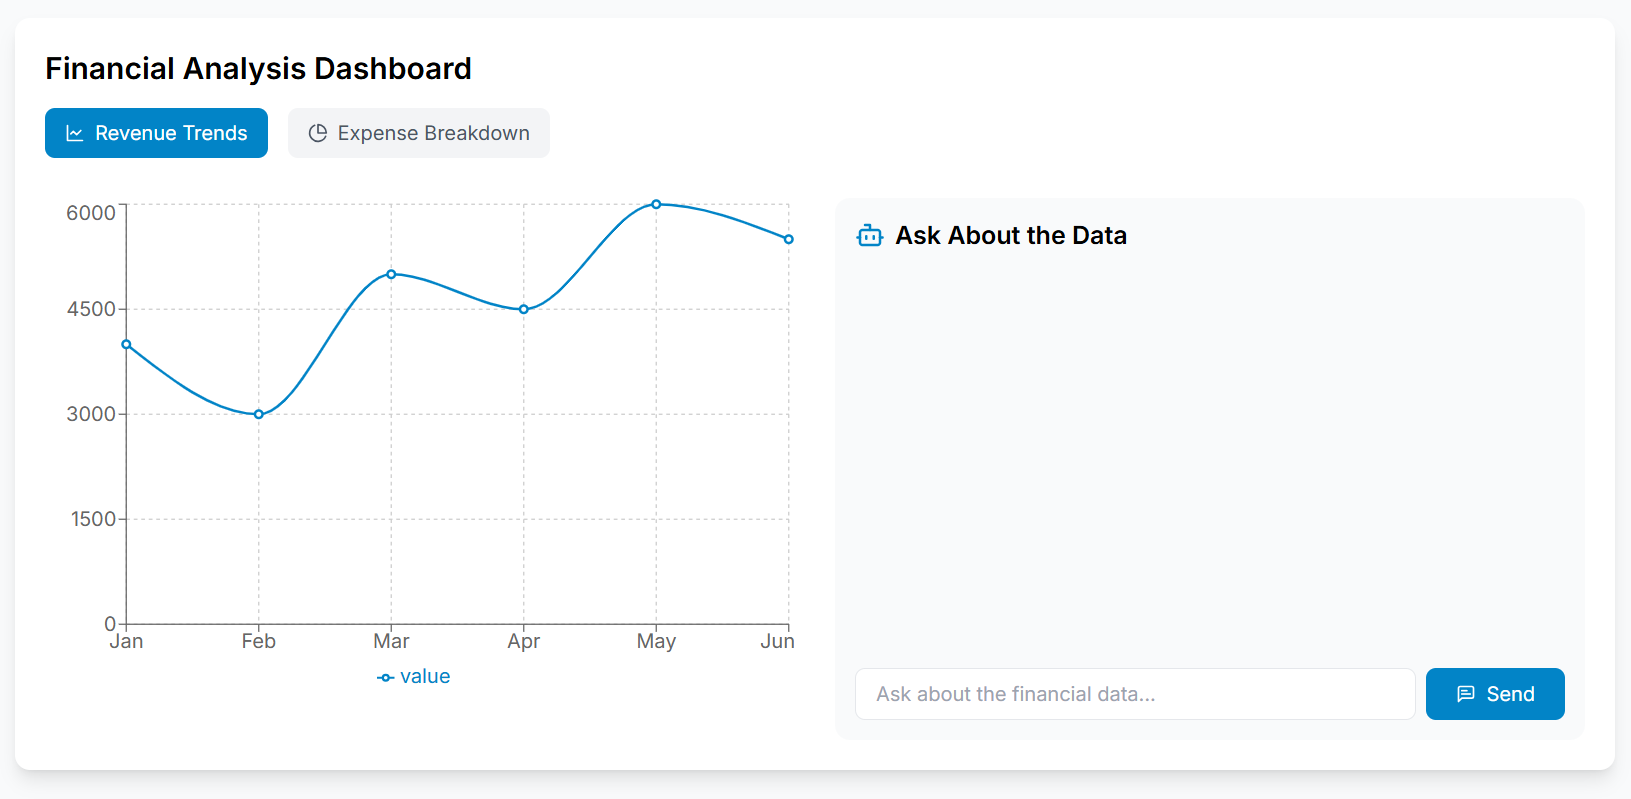 Financial Analysis Dashboard
Revenue Trends
Expense Breakdown
6000
4500
3000
1500
0
Jan Feb Mar Apr May Jun
value
Ask About the Data
Ask about the financial data...
Send